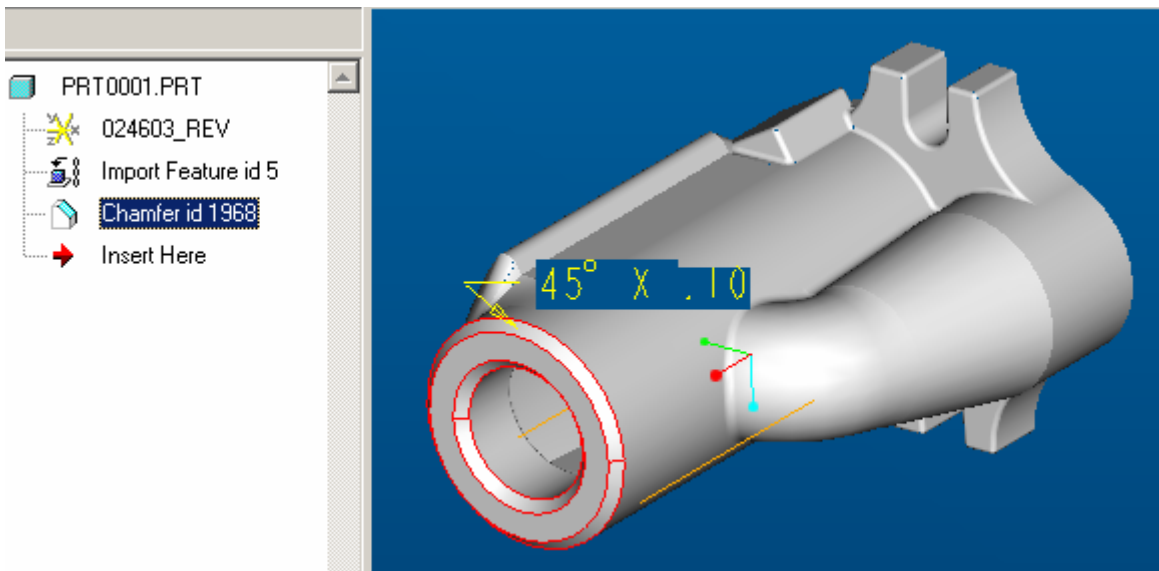 PRT0001.PRT
024603_REV
Import Feature id 5
Chamfer id 1968
Insert Here
45° X .10